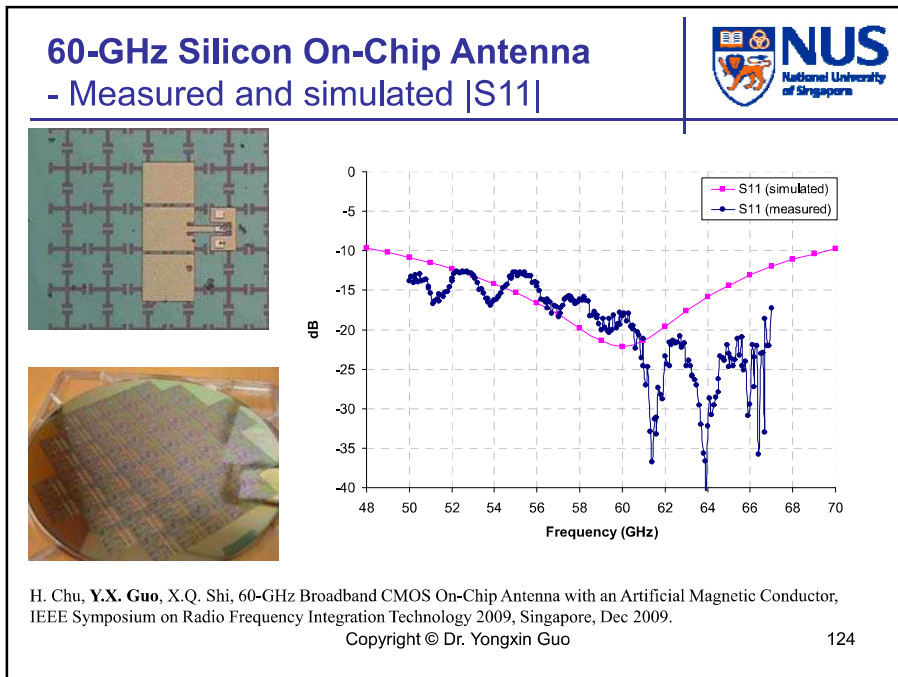 60-GHz Silicon On-Chip Antenna
- Measured and simulated |S11|
NUS
National University
of Singapore
0
-5
-10
-15
-20
-25
-30
-35
-40
dB
S11 (simulated)
S11 (measured)
48 50 52 54 56 58 60 62 64 66 68 70
Frequency (GHz)
H. Chu, Y.X. Guo, X.Q. Shi, 60-GHz Broadband CMOS On-Chip Antenna with an Artificial Magnetic Conductor,
IEEE Symposium on Radio Frequency Integration Technology 2009, Singapore, Dec 2009.
Copyright © Dr. Yongxin Guo 124